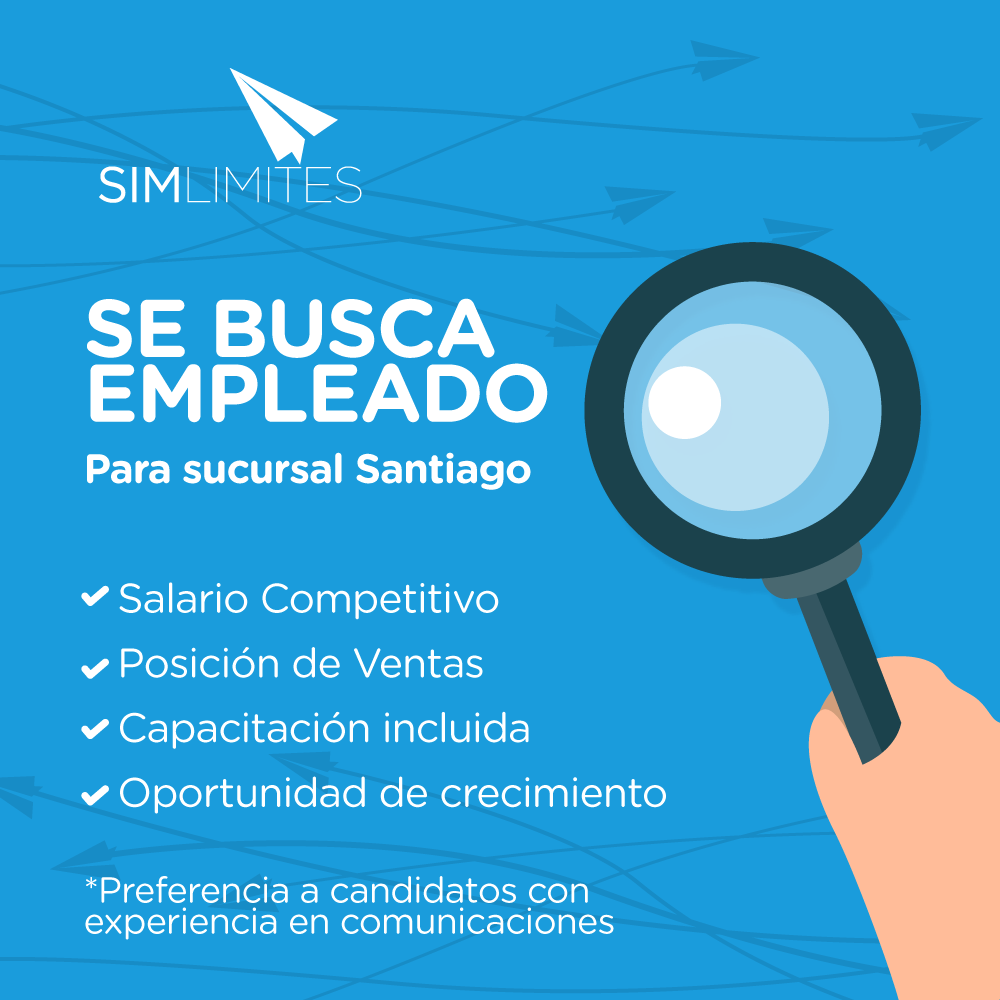 SIMLIMITES
SE BUSCA
EMPLEADO
Para sucursal Santiago
Salario Competitivo
Posición de Ventas
Capacitación incluida
Oportunidad de crecimiento
*Preferencia a candidatos con
experiencia en comunicaciones